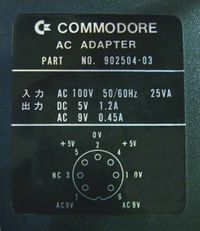 COMMODORE
AC ADAPTER
PART NO. 902504-03
入力 AC 100V 50/60Hz 25VA
出力 DC 5V 1.2A
AC 9V 0.45A
0V
+5V +5V
5 2 4
NC 3 1 0V
7 6
AC9V AC9V